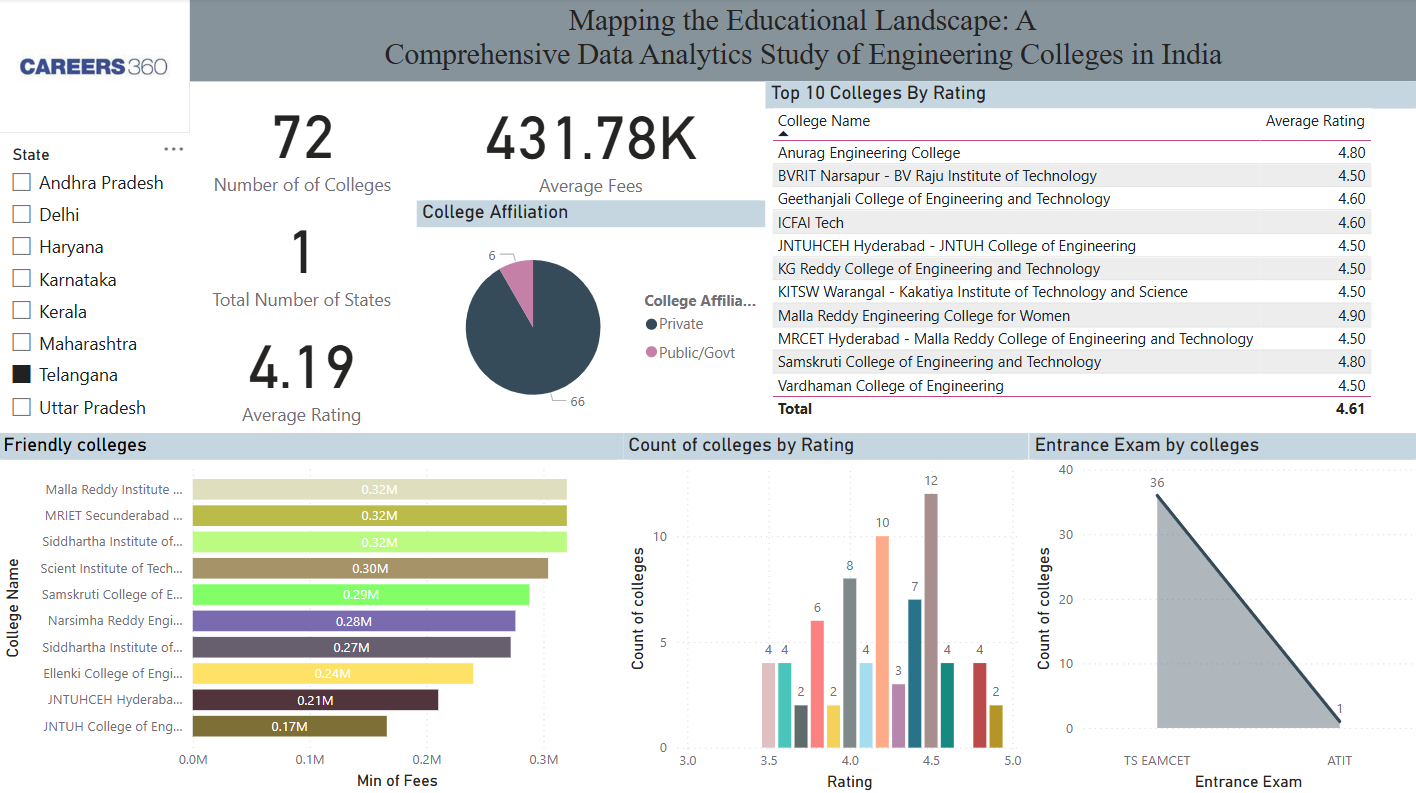 Mapping the Educational Landscape: A
Comprehensive Data Analytics Study of Engineering Colleges in India
CAREERS360
State
Andhra Pradesh
Delhi
Haryana
Karnataka
Kerala
Maharashtra
Telangana
Uttar Pradesh
72
Number of of Colleges
1
Total Number of States
4.19
Average Rating
431.78K
Average Fees
College Affiliation
6
66
College Affilia...
Private
Public/Govt
Top 10 Colleges By Rating
College Name Average Rating
Anurag Engineering College 4.80
BVRIT Narsapur - BV Raju Institute of Technology 4.50
Geethanjali College of Engineering and Technology 4.60
ICFAI Tech 4.60
JNTUHCEH Hyderabad - JNTUH College of Engineering 4.50
KG Reddy College of Engineering and Technology 4.50
KITSW Warangal - Kakatiya Institute of Technology and Science 4.50
Malla Reddy Engineering College for Women 4.90
MRCET Hyderabad - Malla Reddy College of Engineering and Technology 4.50
Samskruti College of Engineering and Technology 4.80
Vardhaman College of Engineering 4.50
Total 4.61
Friendly colleges
College Name
Malla Reddy Institute ... 0.32M
MRIET Secunderabad ... 0.32M
Siddhartha Institute of... 0.32M
Scient Institute of Tech... 0.30M
Samskruti College of E... 0.29M
Narsimha Reddy Engi... 0.28M
Siddhartha Institute of... 0.27M
Ellenki College of Engi... 0.24M
JNTUHCEH Hyderaba... 0.21M
JNTUH College of Eng... 0.17M
0.0M 0.1M 0.2M 0.3M
Min of Fees
Count of colleges by Rating
Count of colleges
10
5
0
4 4 2 6 2 8 4 10 3 7 12 4 4 2
3.0 3.5 4.0 4.5 5.0
Rating
Entrance Exam by colleges
Count of colleges
40
30
20
10
0
36
1
TS EAMCET ATIT
Entrance Exam